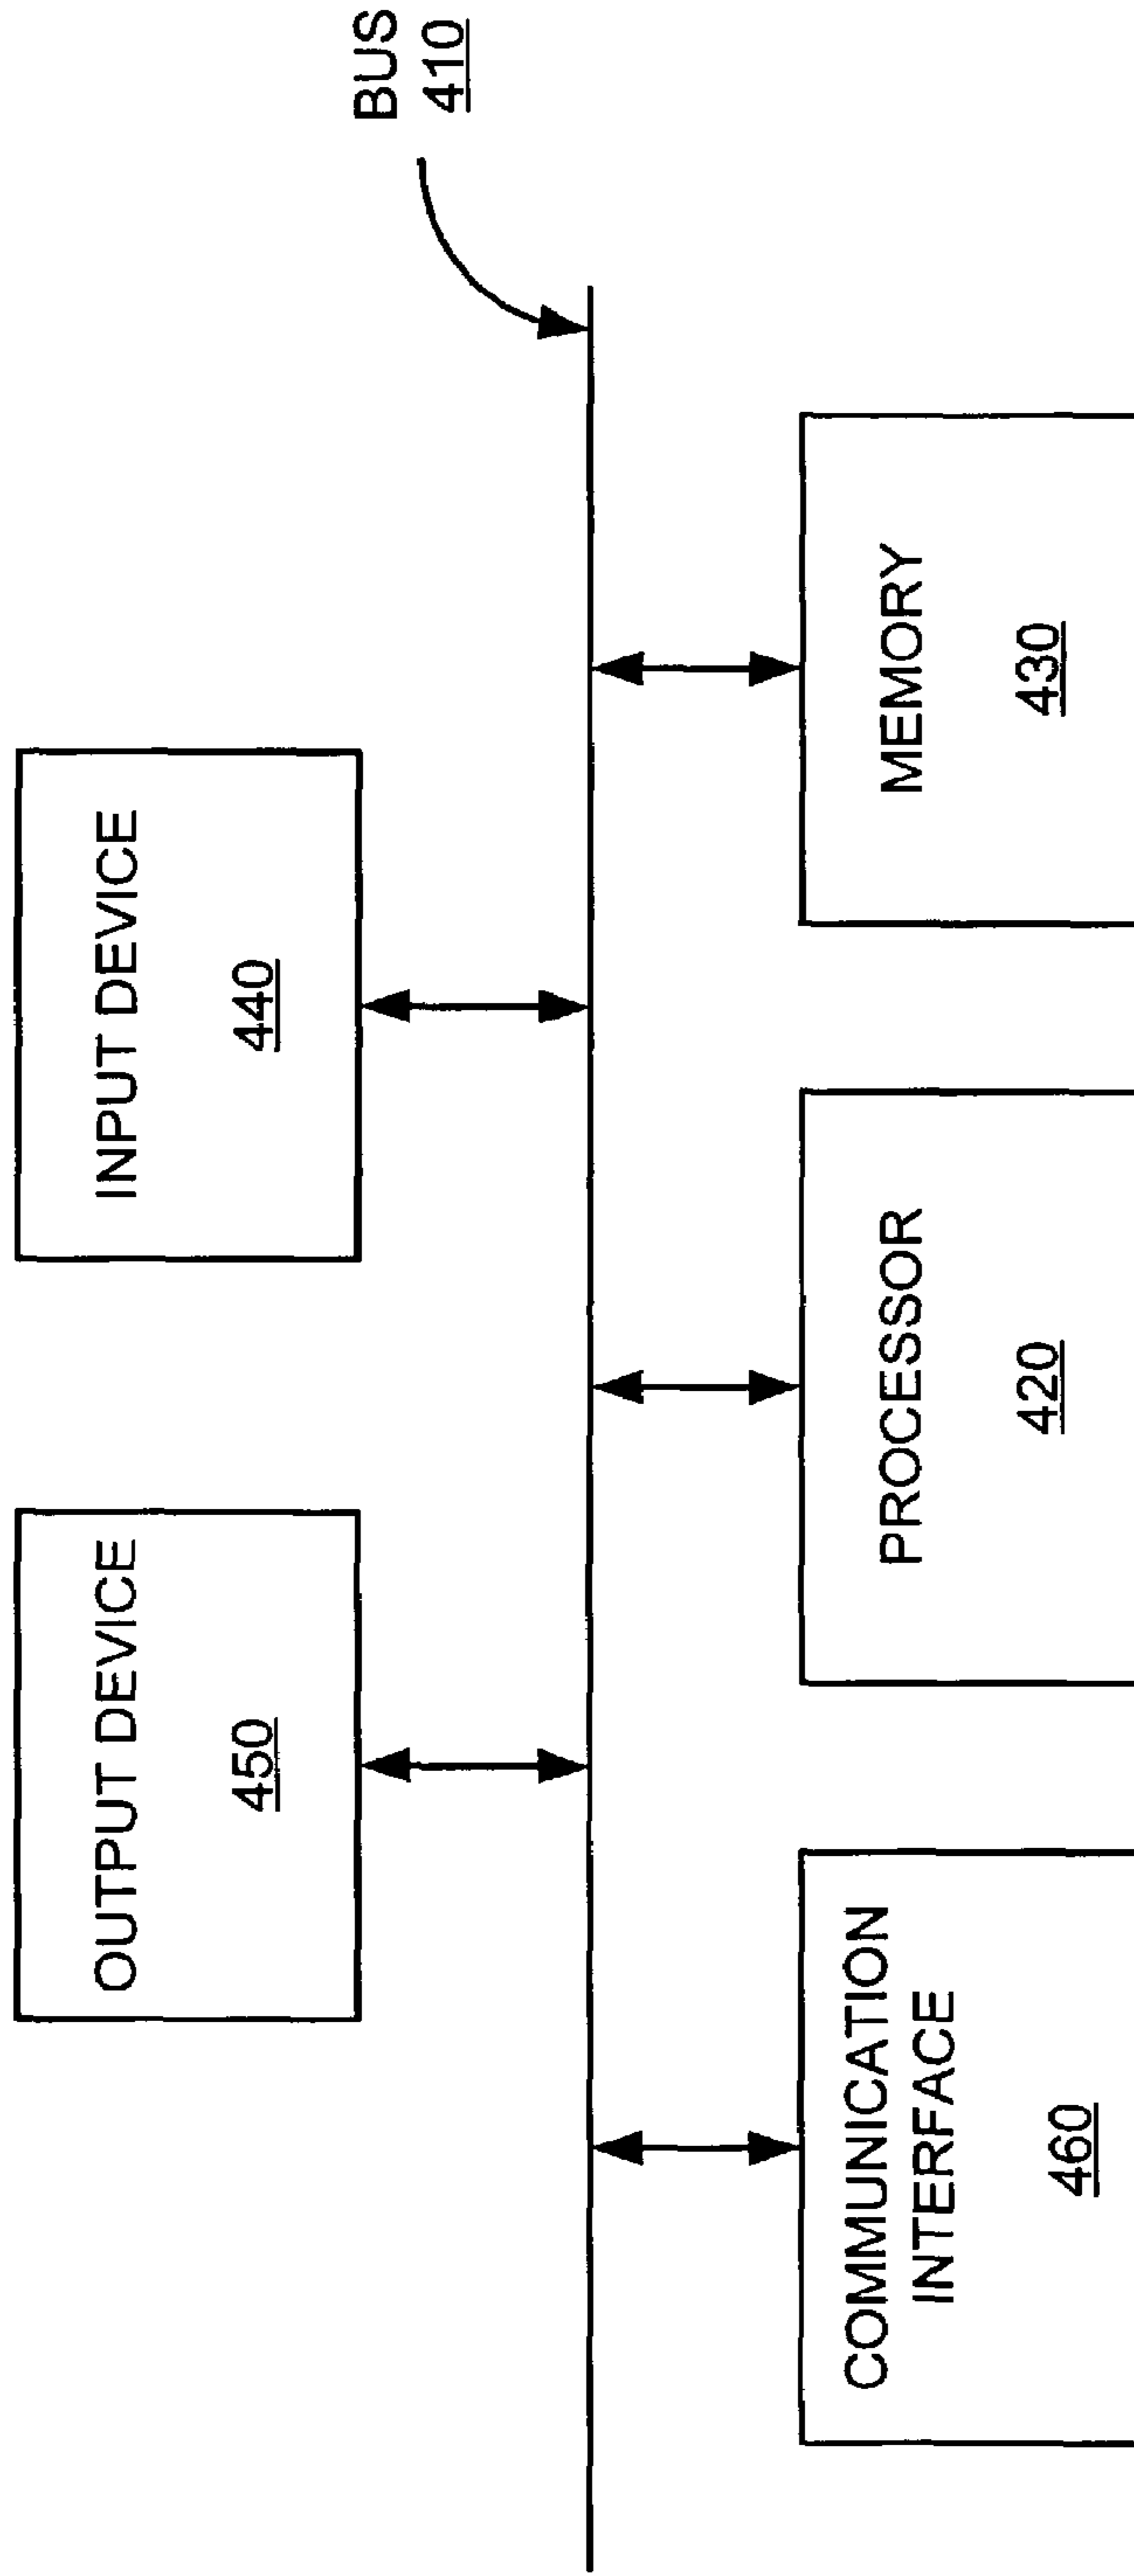 BUS
410
OUTPUT DEVICE
450
INPUT DEVICE
440
COMMUNICATION
INTERFACE
460
PROCESSOR
420
MEMORY
430